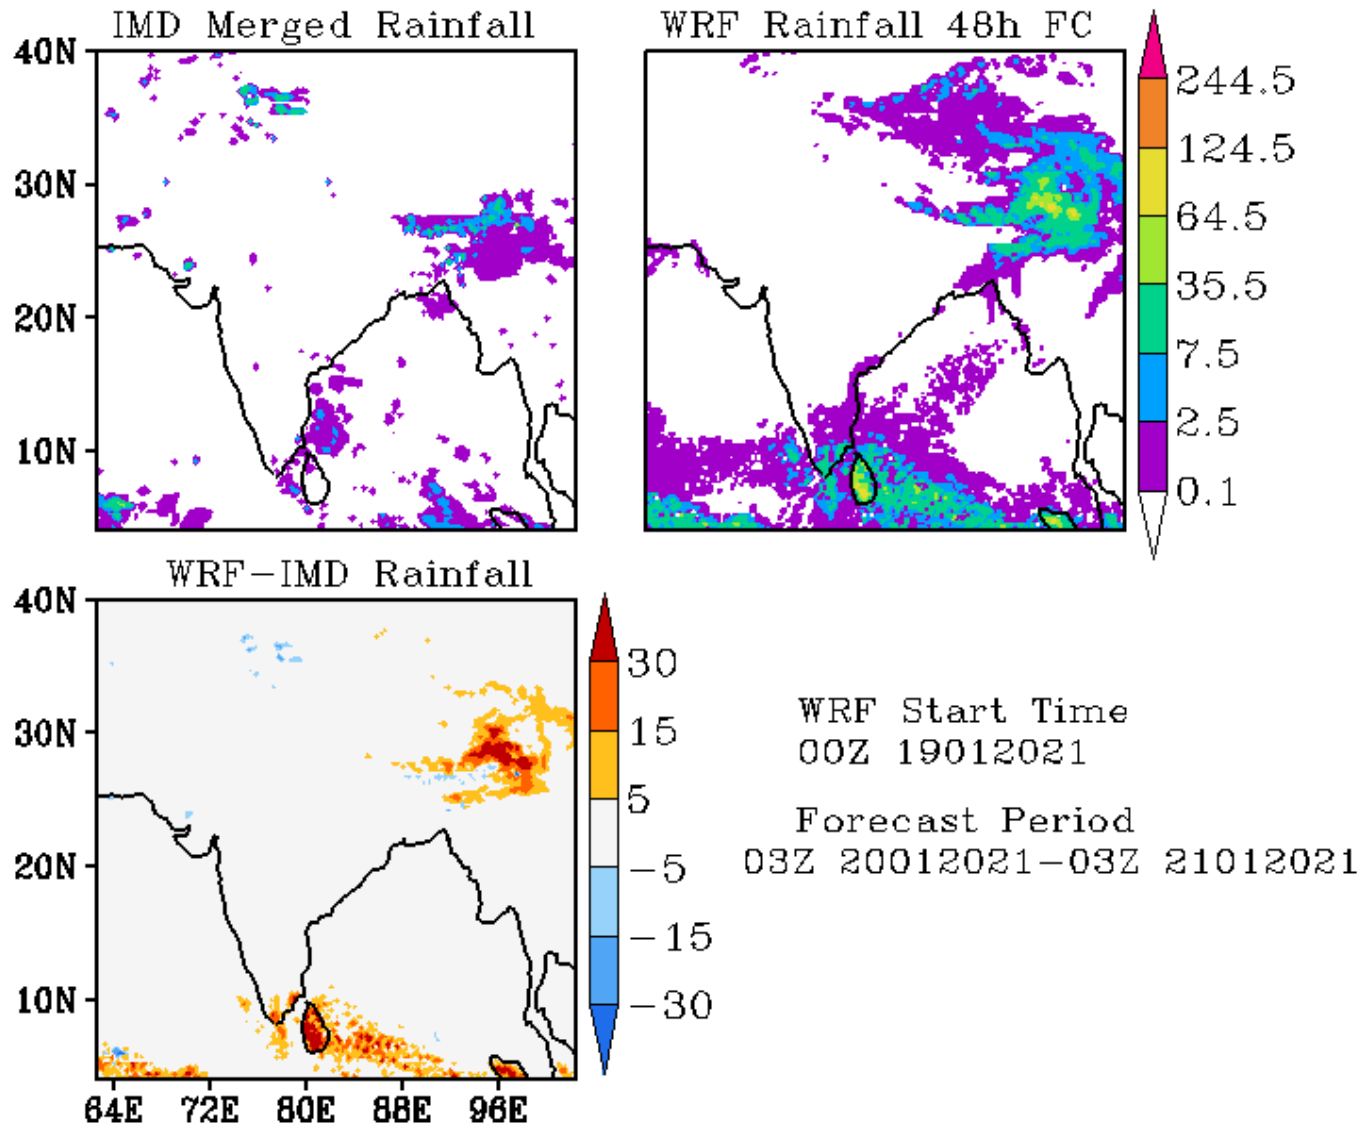 IMD Merged Rainfall
WRF Rainfall 48h FC
40N
30N
20N
10N
244.5
124.5
64.5
35.5
7.5
2.5
0.1
WRF-IMD Rainfall
40N
30N
20N
10N
64E 72E 80E 88E 96E
30
15
5
-5
-15
-30
WRF Start Time
00Z 19012021
Forecast Period
03Z 20012021-03Z 21012021